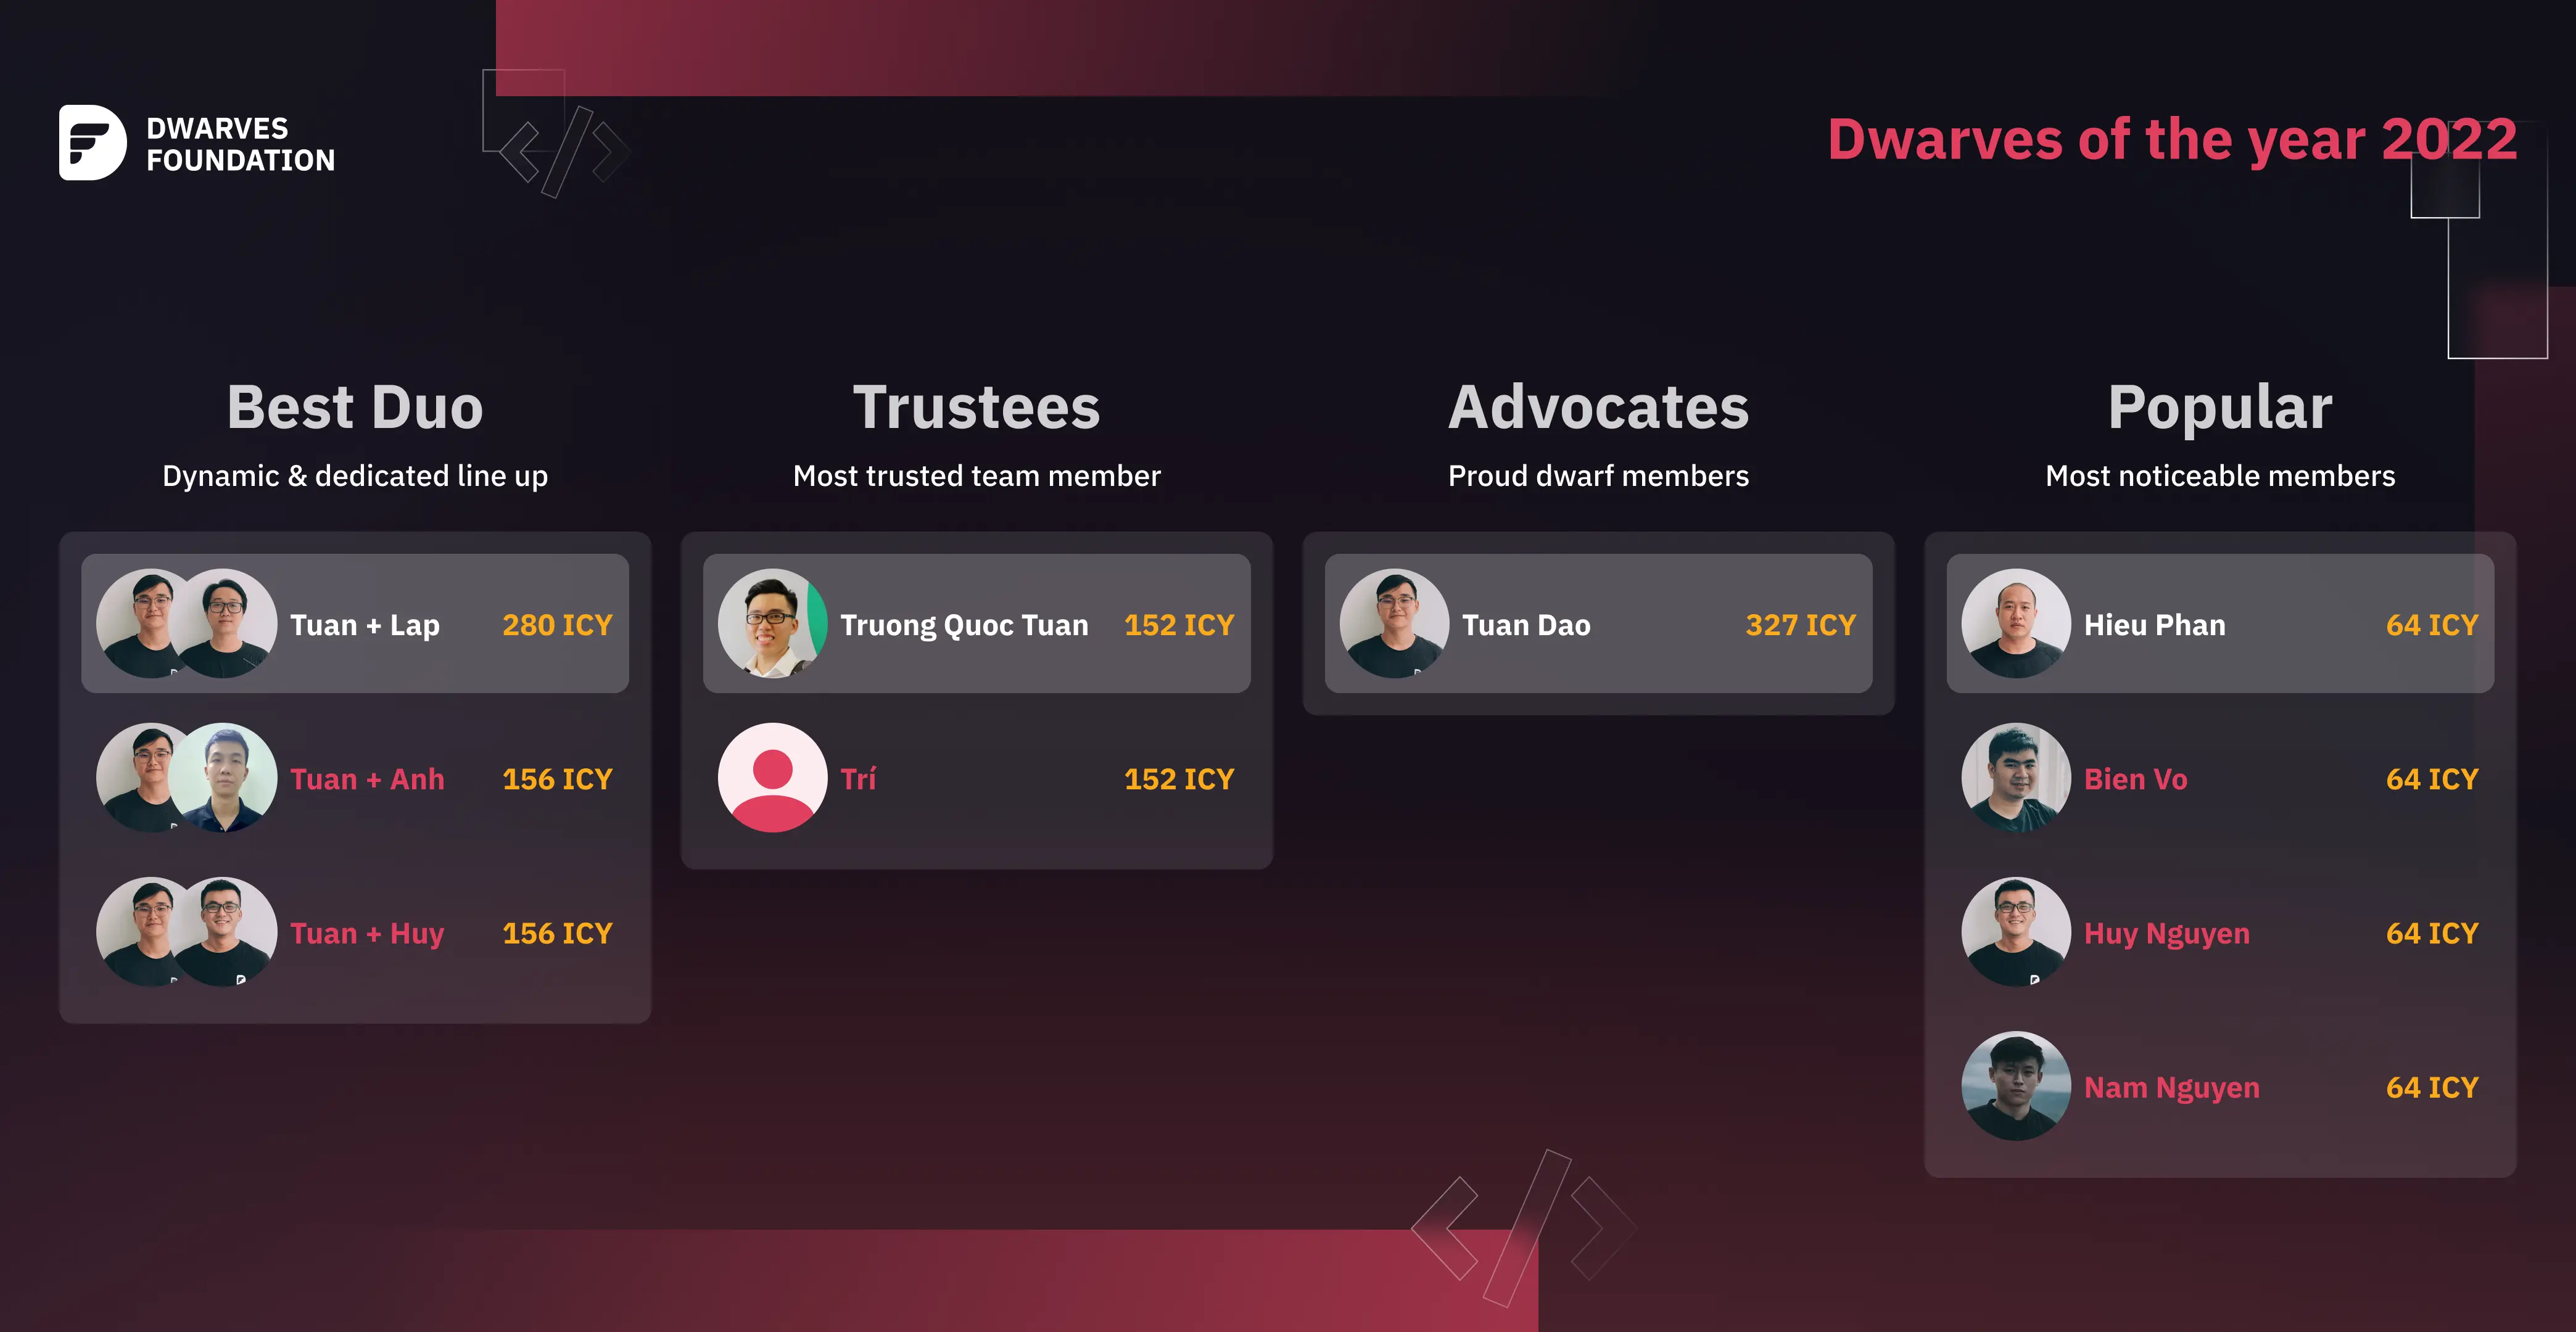 DWARVES
FOUNDATION
Dwarves of the year 2022
Best Duo
Dynamic & dedicated line up
Tuan + Lap 280 ICY
Tuan + Anh 156 ICY
Tuan + Huy 156 ICY
Trustees
Most trusted team member
Truong Quoc Tuan 152 ICY
Trí 152 ICY
Advocates
Proud dwarf members
Tuan Dao 327 ICY
Popular
Most noticeable members
Hieu Phan 64 ICY
Bien Vo 64 ICY
Huy Nguyen 64 ICY
Nam Nguyen 64 ICY